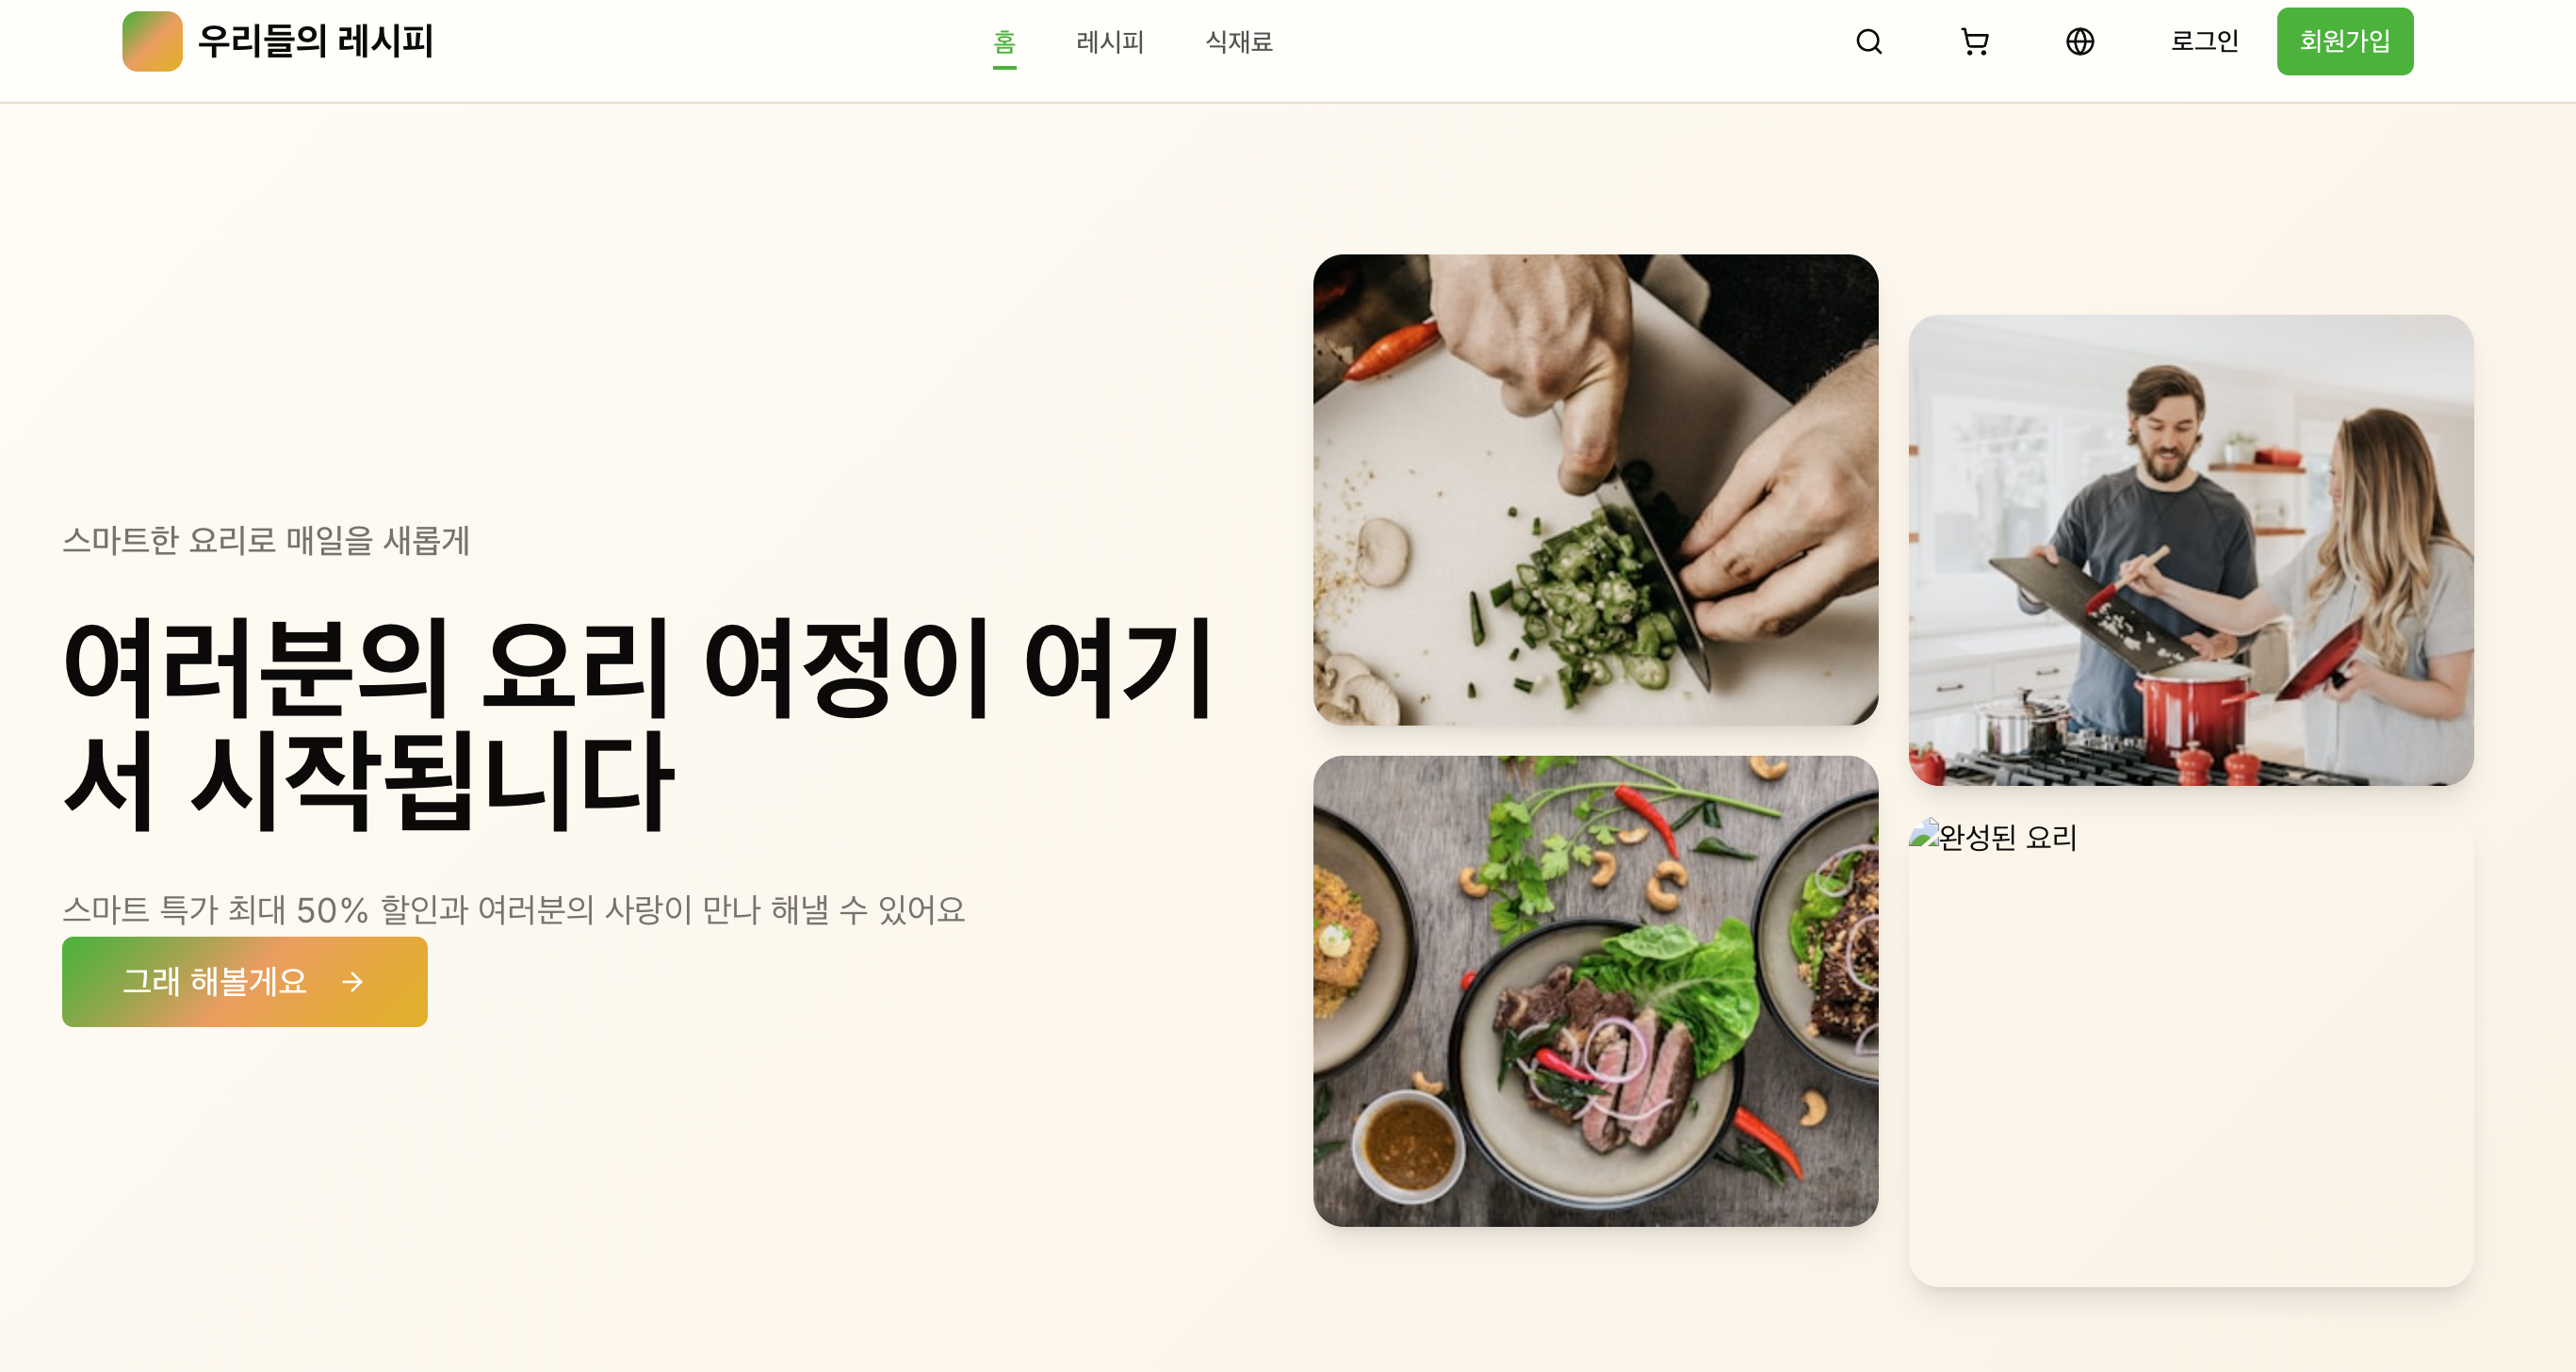 우리들의 레시피
홈
레시피
식재료
로그인
회원가입
스마트한 요리로 매일을 새롭게
여러분의 요리 여정이 여기
서 시작됩니다
스마트 특가 최대 50% 할인과 여러분의 사랑이 만나 해낼 수 있어요
그래 해볼게요
완성된 요리